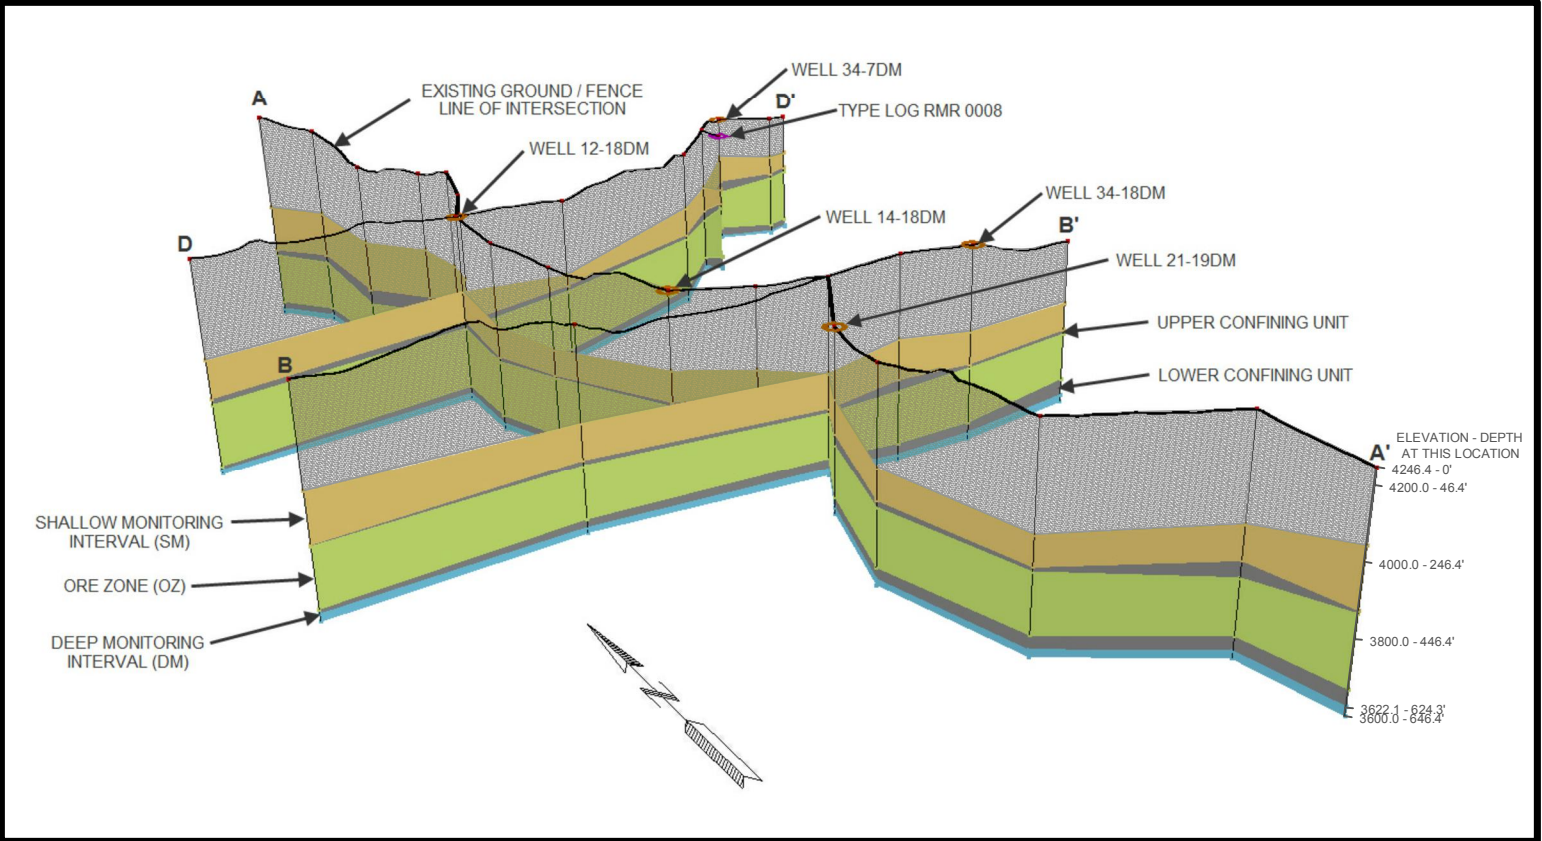 WELL 34-7DM
A
EXISTING GROUND / FENCE
LINE OF INTERSECTION
D'
TYPE LOG RMR 0008
WELL 12-18DM
WELL 34-18DM
WELL 14-18DM
B'
D
WELL 21-19DM
UPPER CONFINING UNIT
B
LOWER CONFINING UNIT
A'
ELEVATION - DEPTH
AT THIS LOCATION
4246.4 - 0'
4200.0 - 46.4'
SHALLOW MONITORING
INTERVAL (SM)
4000.0 - 246.4'
ORE ZONE (OZ)
3800.0 - 446.4'
DEEP MONITORING
INTERVAL (DM)
N
3622.1 - 624.3'
3600.0 - 646.4'